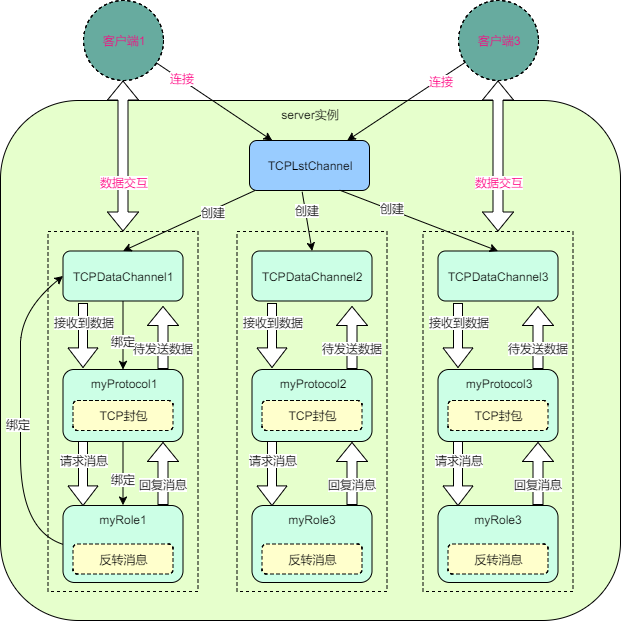 客户端1
客户端3
连接
连接
server实例
TCPLstChannel
数据交互
数据交互
创建
创建
创建
TCPDataChannel1
TCPDataChannel2
TCPDataChannel3
接收到数据
绑定
待发送数据
接收到数据
待发送数据
接收到数据
待发送数据
myProtocol1
myProtocol2
myProtocol3
TCP封包
TCP封包
TCP封包
绑定
请求消息
绑定
回复消息
请求消息
回复消息
请求消息
回复消息
myRole1
myRole3
myRole3
反转消息
反转消息
反转消息